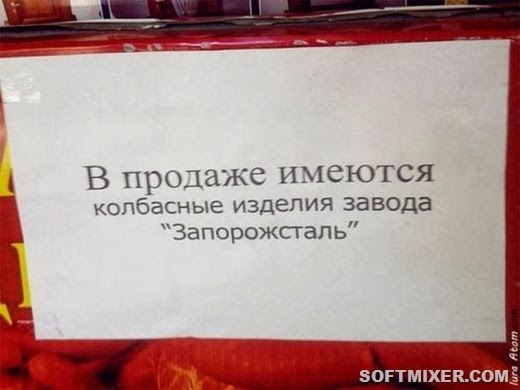 В продаже имеются
колбасные изделия завода
"Запорожсталь"
SOFTMIXER.COM